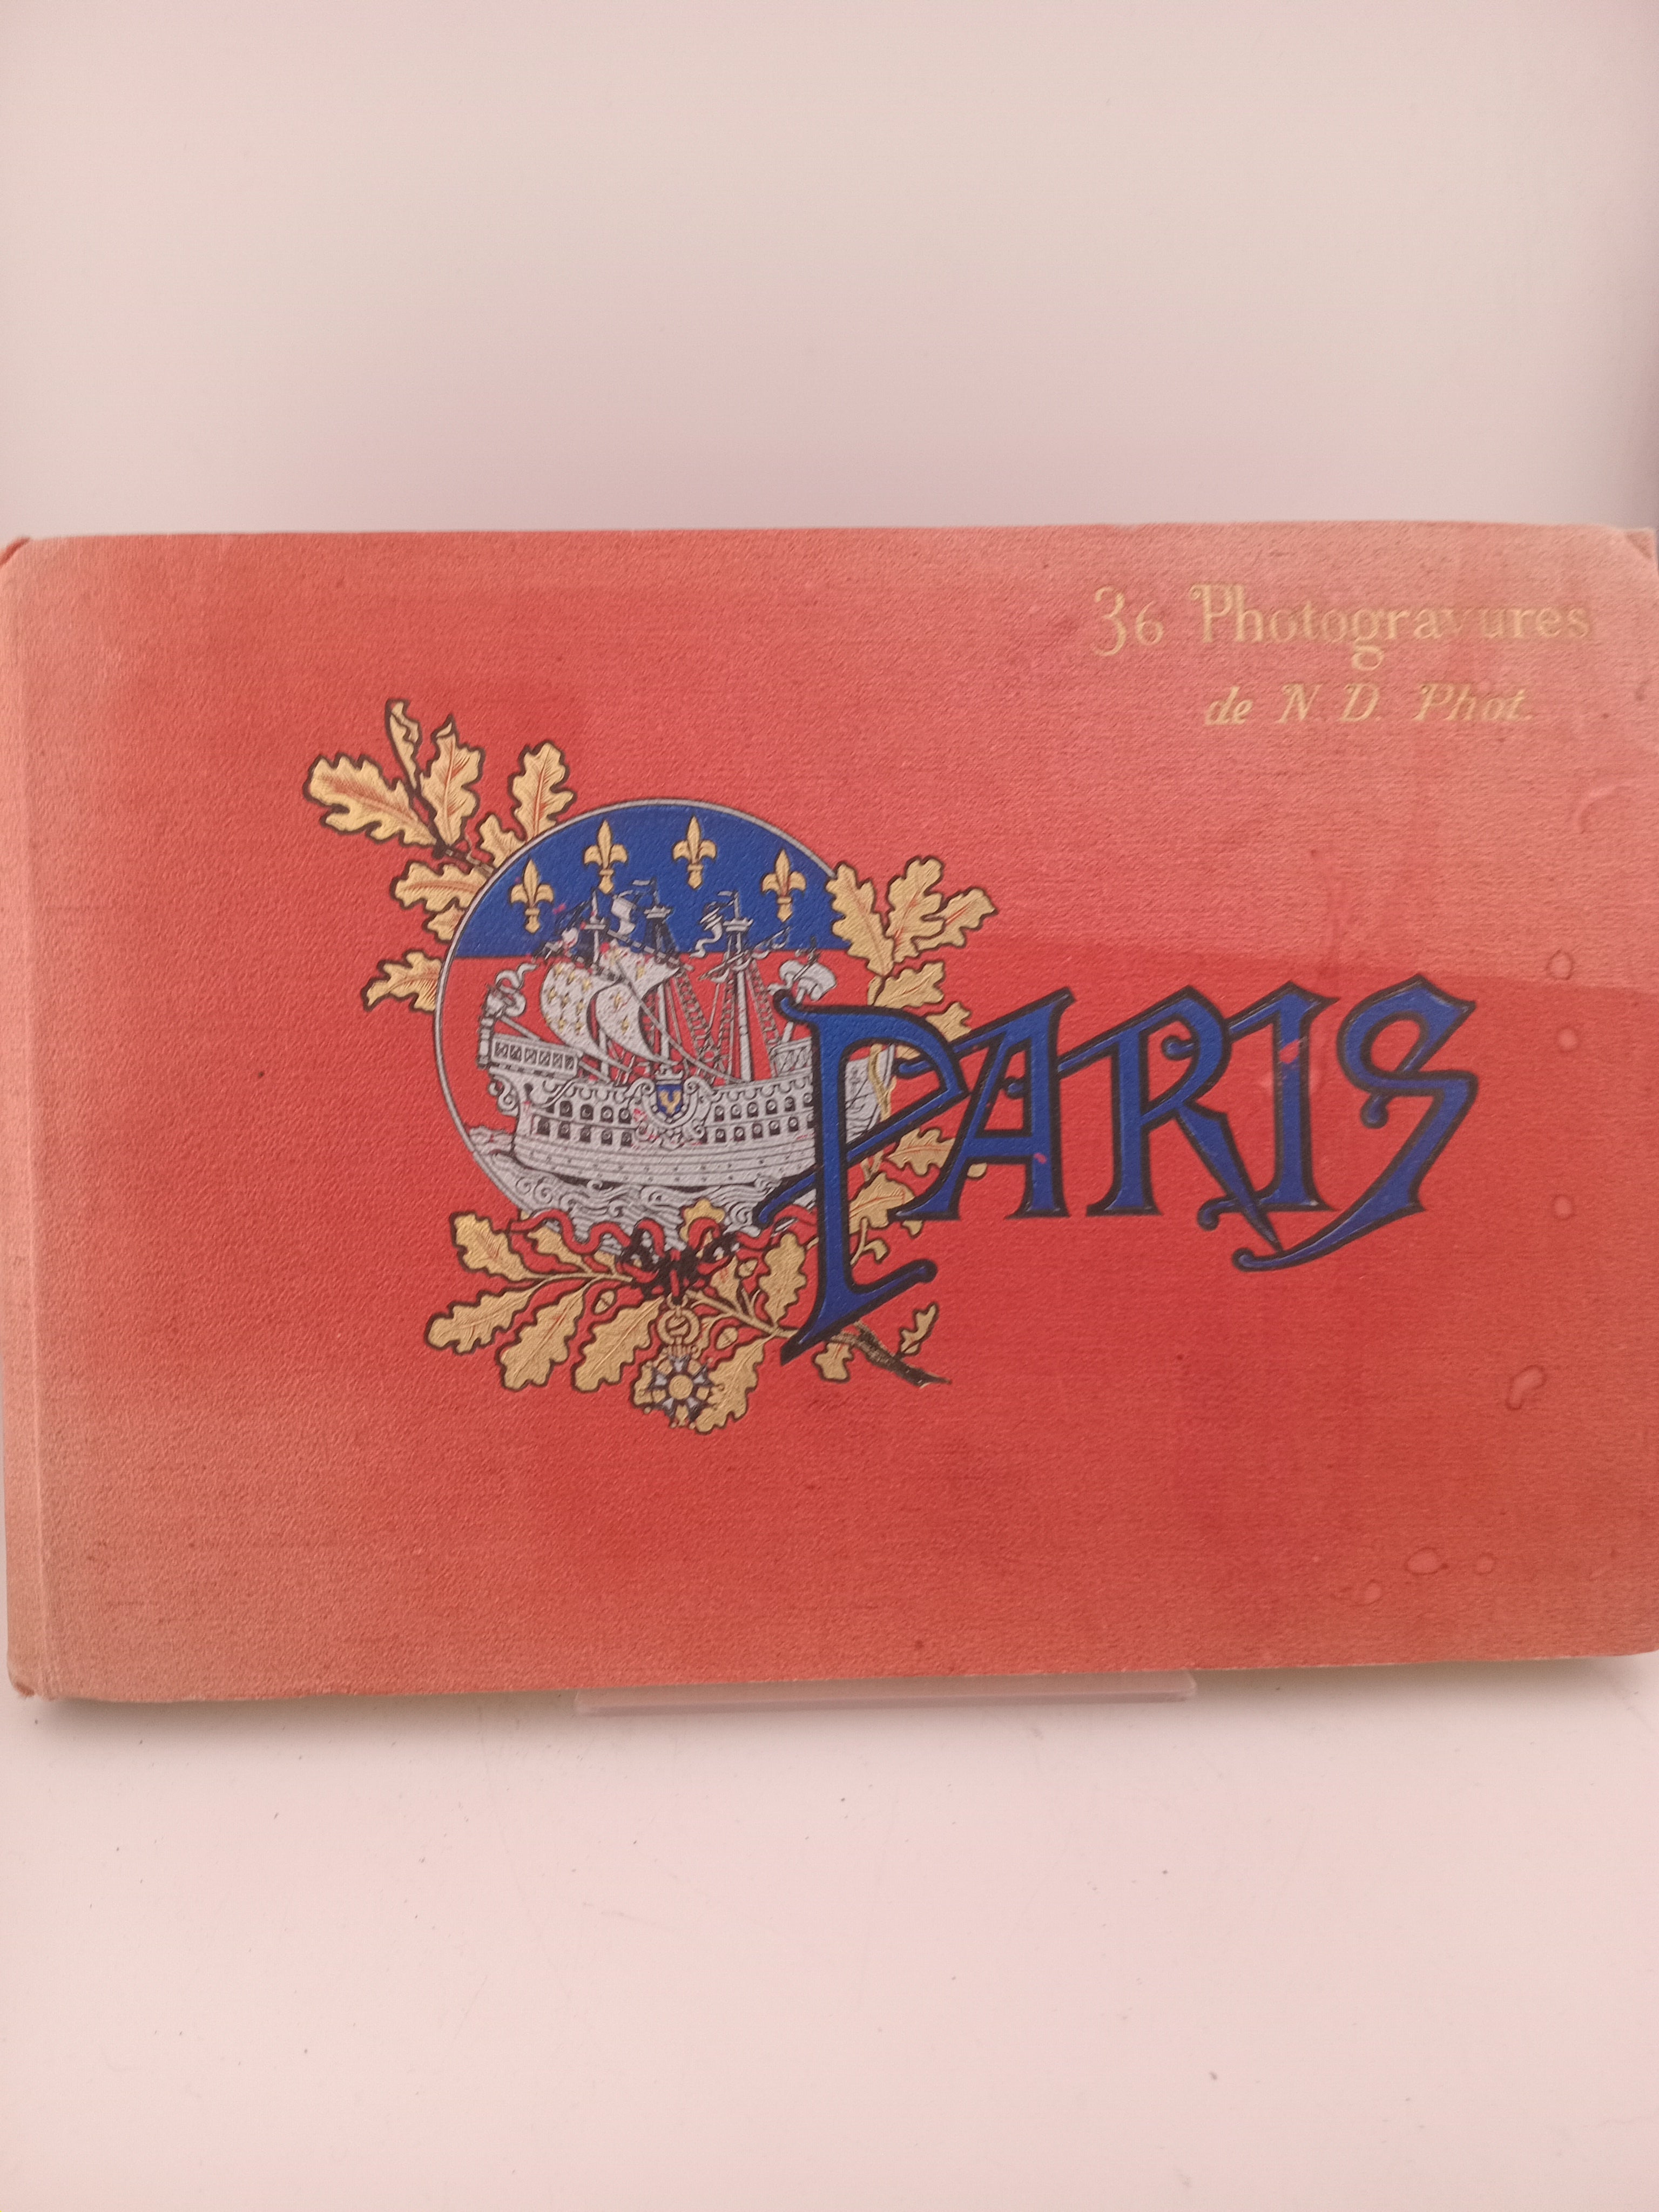 36 Photogravures
de N. D. Phot.
PARIS